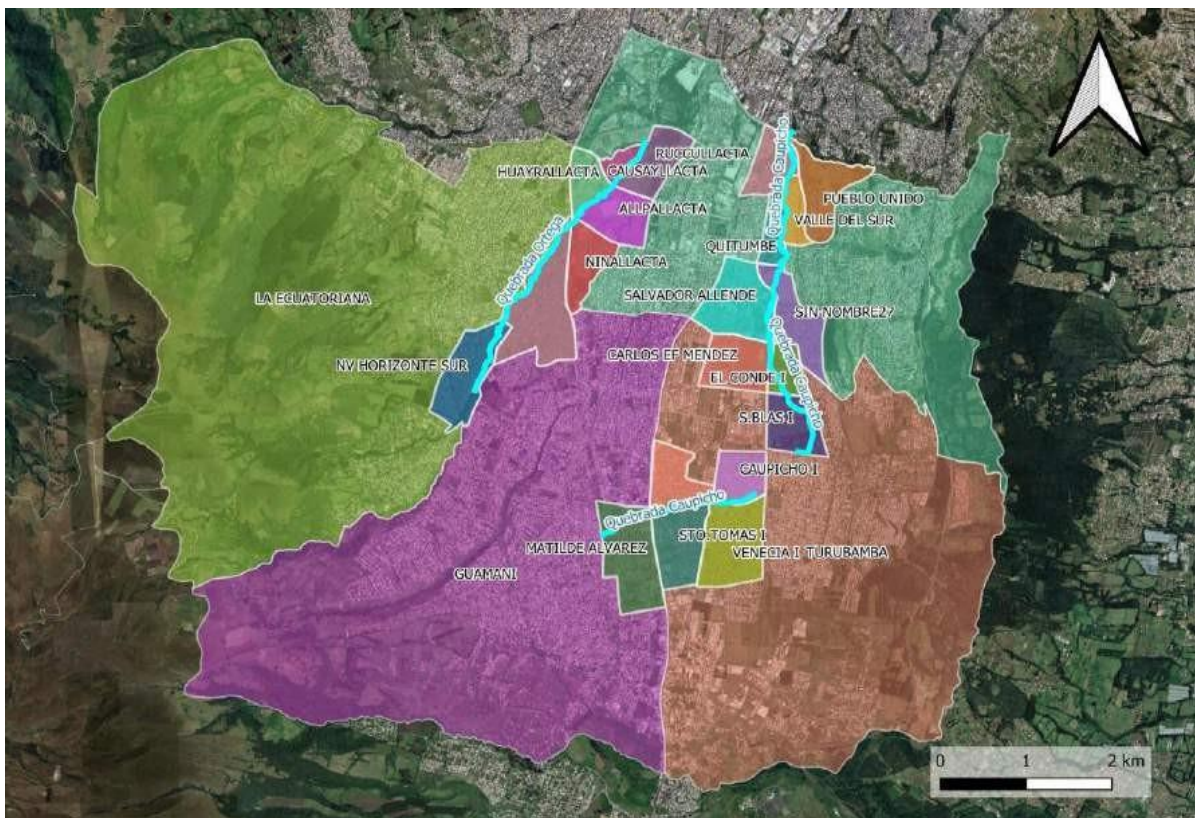 RUCCULLACTA
HUAYRALLACTA
CAUSAYLLACTA
ALLPALLACTA
Quebrada Caupicho
PUEBLO UNIDO
VALLE DEL SUR
Quebrada Ortega
QUITUMBE
NINALLACTA
LA ECUATORIANA
SALVADOR ALLENDE
SIN NOMBRE2?
NV HORIZONTE SUR
CARLOS EF MENDEZ
Quebrada Caupicho
EL CONDE I
S.BLAS I
CAUPICHO I
Quebrada Caupicho
STO.TOMAS I
MATILDE ALVAREZ
VENECIA I
TURUBAMBA
GUAMANI
0 1 2 km